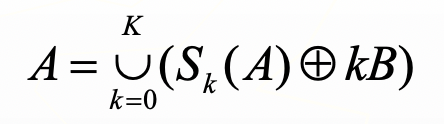 A = ∪_{k=0}^{K} (S_k(A) ⊕ kB)